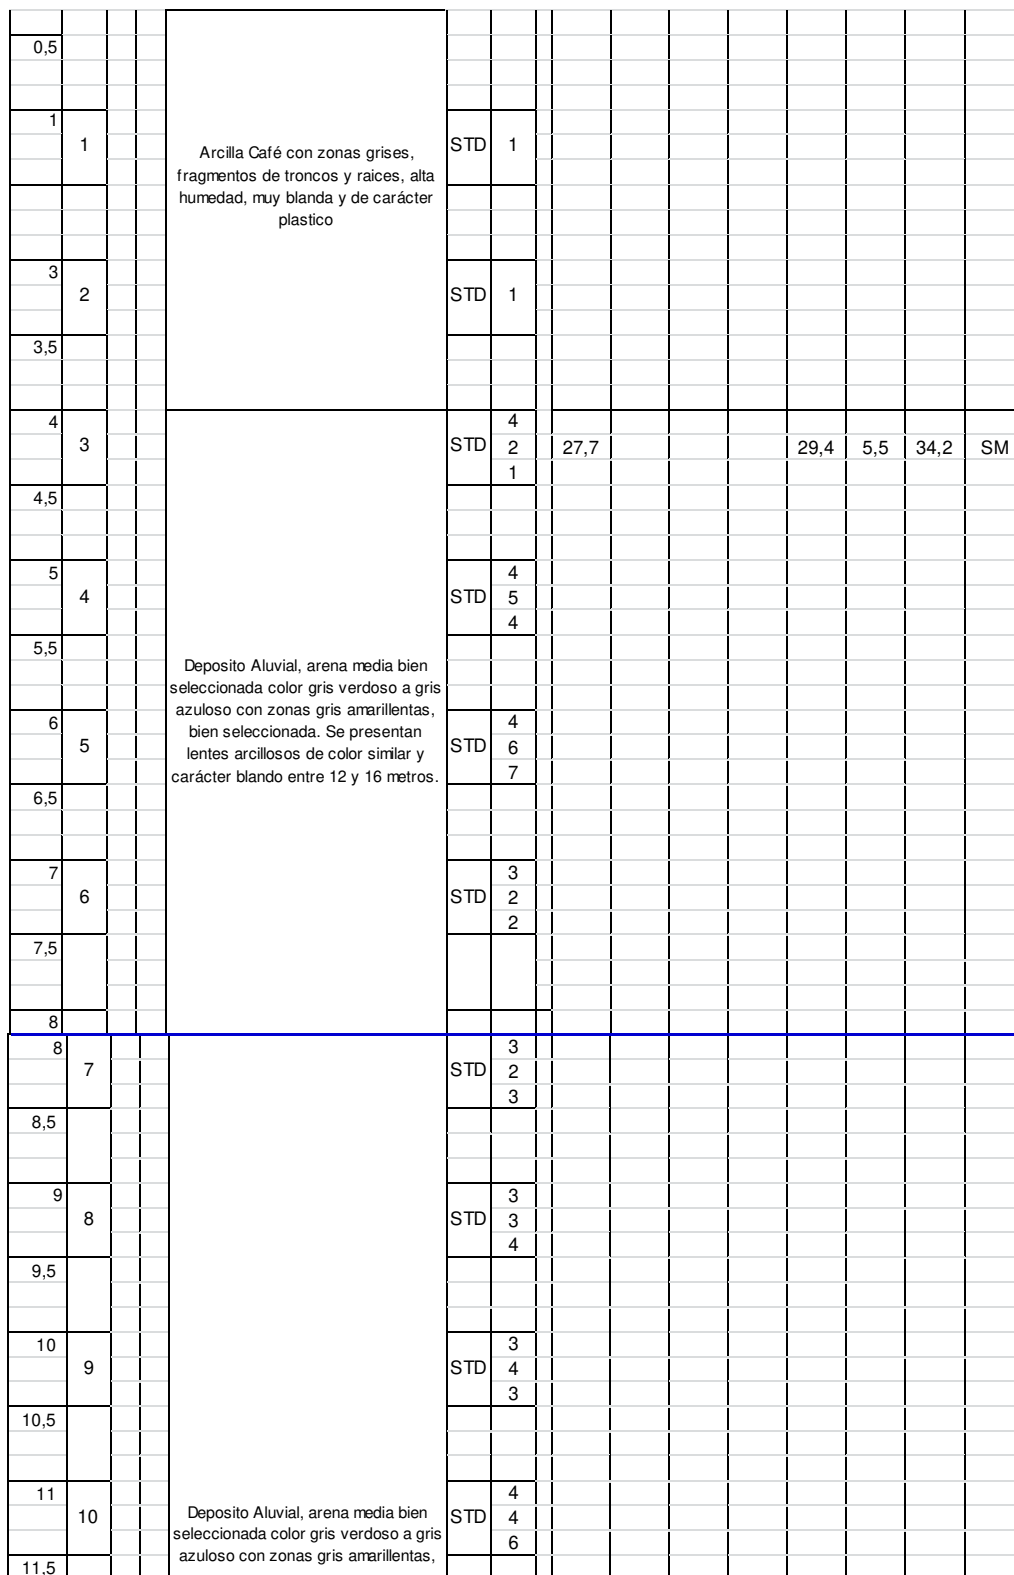 0,5
1
1 STD 1
Arcilla Café con zonas grises,
fragmentos de troncos y raices, alta
humedad, muy blanda y de carácter
plastico
3
2 STD 1
3,5
4 4
3 STD 2 27,7 29,4 5,5 34,2 SM
1
4,5
5 4
4 STD 5
4
5,5
Deposito Aluvial, arena media bien
seleccionada color gris verdoso a gris
azuloso con zonas gris amarillentas,
bien seleccionada. Se presentan
lentes arcillosos de color similar y
carácter blando entre 12 y 16 metros.
6 4
5 STD 6
7
6,5
7 3
6 STD 2
2
7,5
8
8 3
7 STD 2
3
8,5
9 3
8 STD 3
4
9,5
10 3
9 STD 4
3
10,5
11 4
10 STD 4
6
Deposito Aluvial, arena media bien
seleccionada color gris verdoso a gris
azuloso con zonas gris amarillentas,
11,5